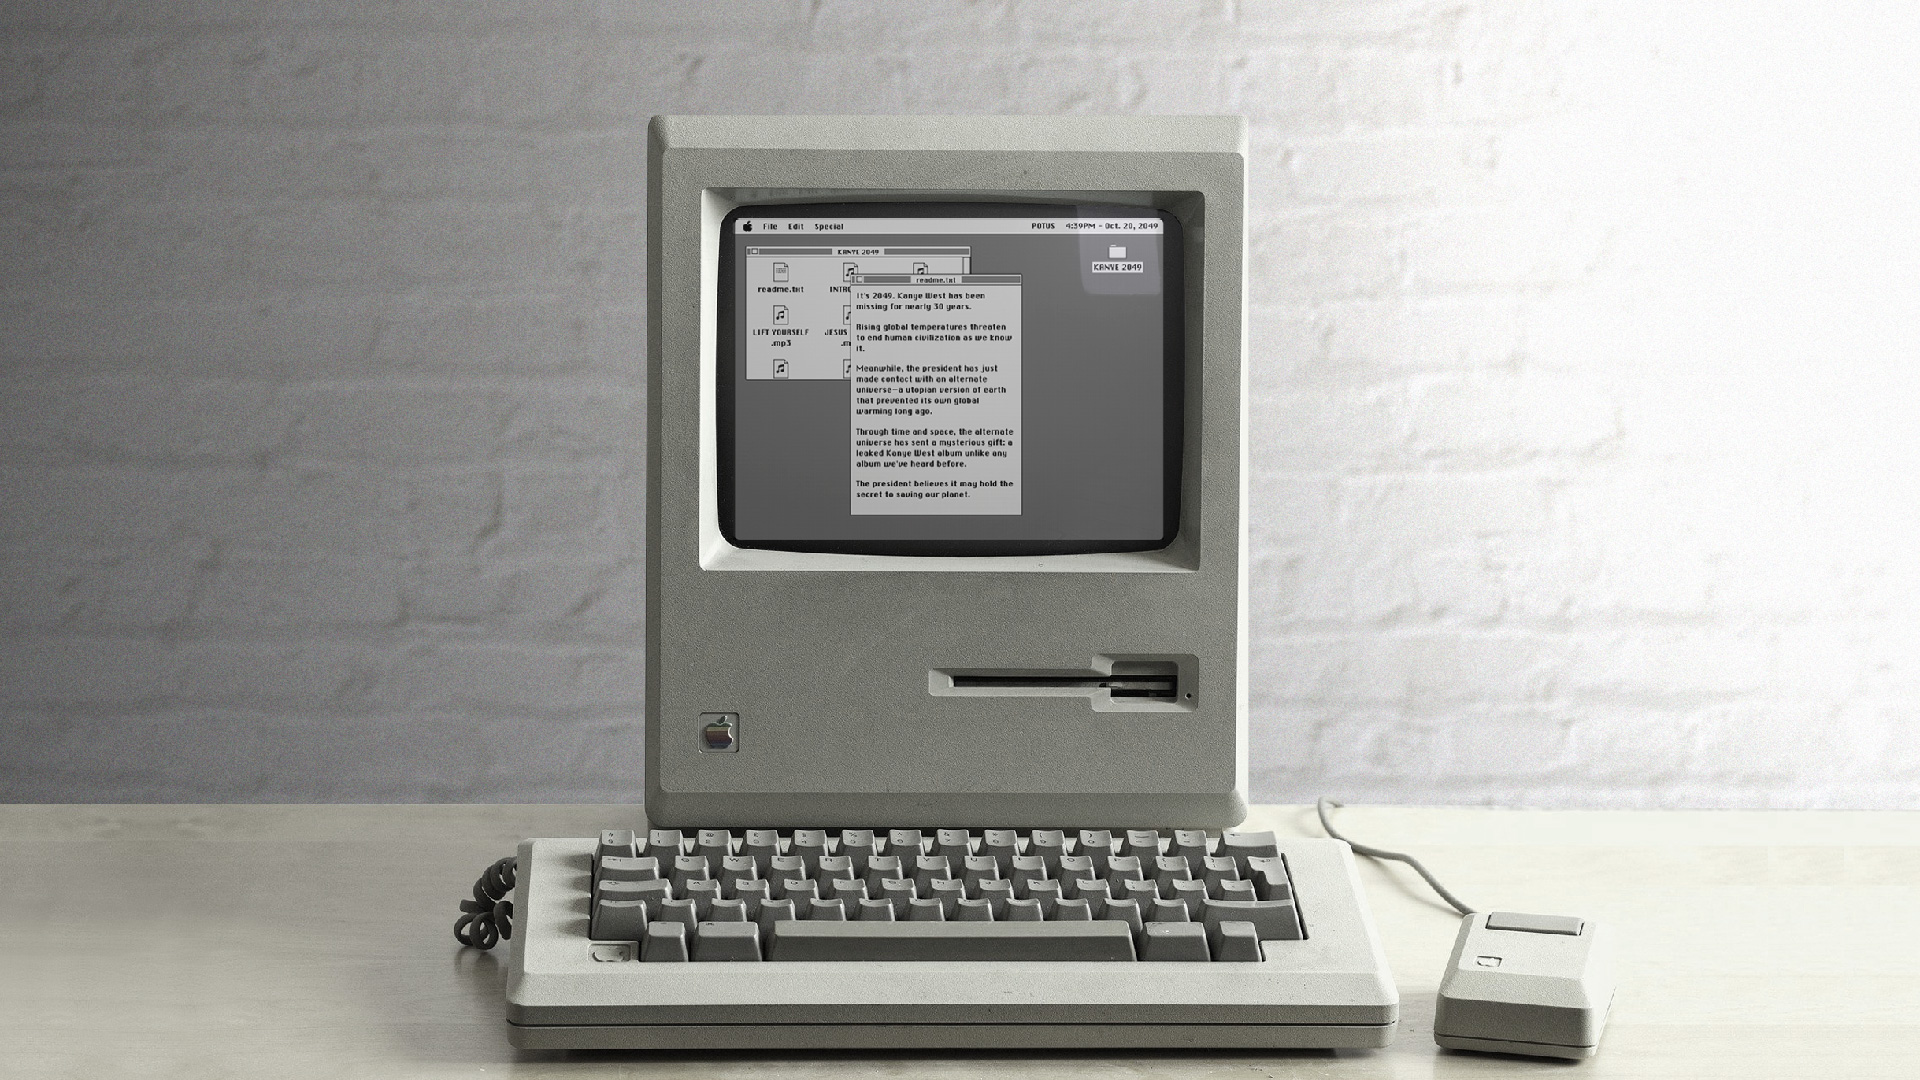 File Edit Special
POTUS 4:39PM - Oct. 20, 2049
KANYE 2049
KANYE 2049
readme.txt
INTRO
LIFT YOURSELF
.mp3
JESUS
readme.txt
It's 2049. Kanye West has been
missing for nearly 30 years.
Rising global temperatures threaten
to end human civilization as we know
it.
Meanwhile, the president has just
made contact with an alternate
universe—a utopian version of earth
that prevented its own global
warming long ago.
Through time and space, the alternate
universe has sent a mysterious gift: a
leaked Kanye West album unlike any
album we've heard before.
The president believes it may hold the
secret to saving our planet.